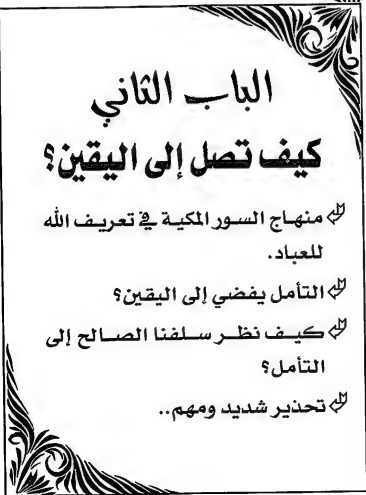 الباب الثاني
كيف تصل إلى اليقين؟
منهاج السور المكية في تعريف الله
للعباد.
التأمل يفضي إلى اليقين؟
كيف نظر سلفنا الصالح إلى
التأمل؟
تحذير شديد ومهم..